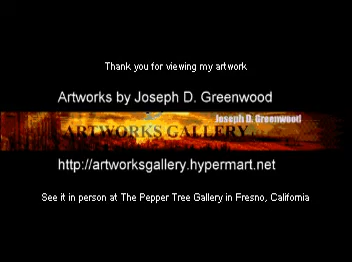 Thank you for viewing my artwork
Artworks by Joseph D. Greenwood
Joseph D. Greenwood
ARTWORKS GALLERY
http://artworksgallery.hypermart.net
See it in person at The Pepper Tree Gallery in Fresno, California